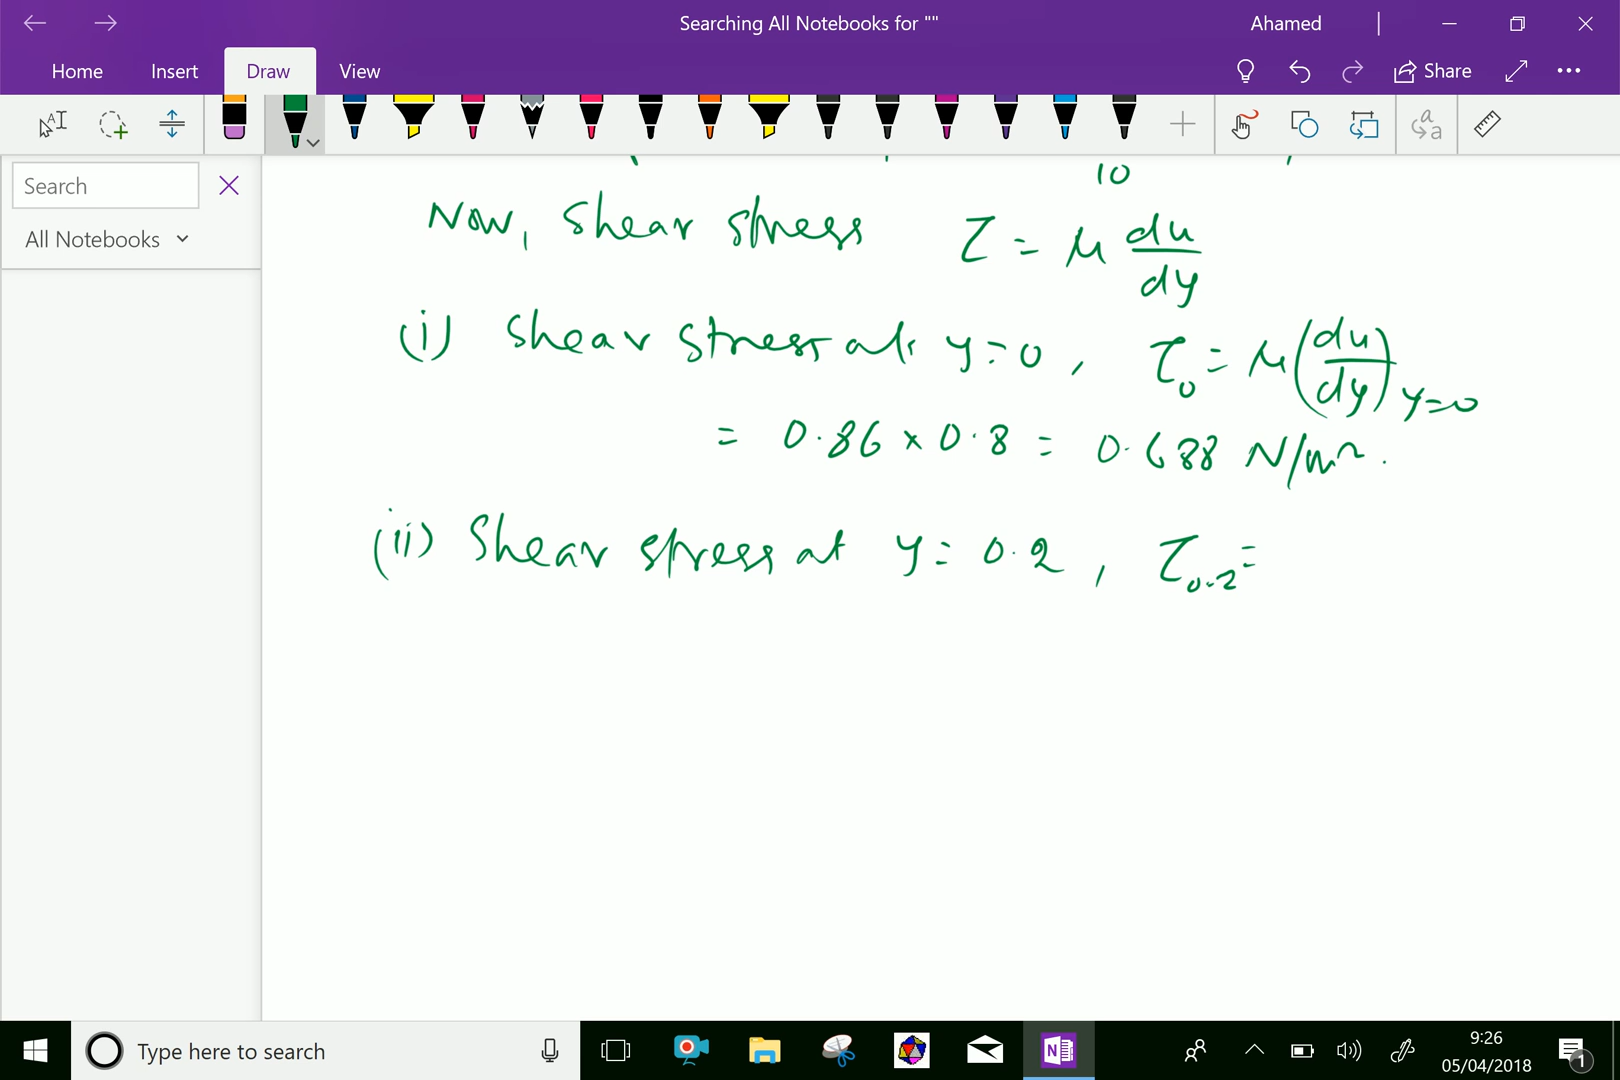 Searching All Notebooks for ""
Ahamed
Home Insert Draw View
Share
Search
All Notebooks
10
Now, shear stress τ = μ du/dy
(i) Shear stress at y=0, τ0 = μ(du/dy)y=0
= 0.86 × 0.8 = 0.688 N/m².
(ii) Shear stress at y = 0.2, τ0.2 =
Type here to search
9:26
05/04/2018
1